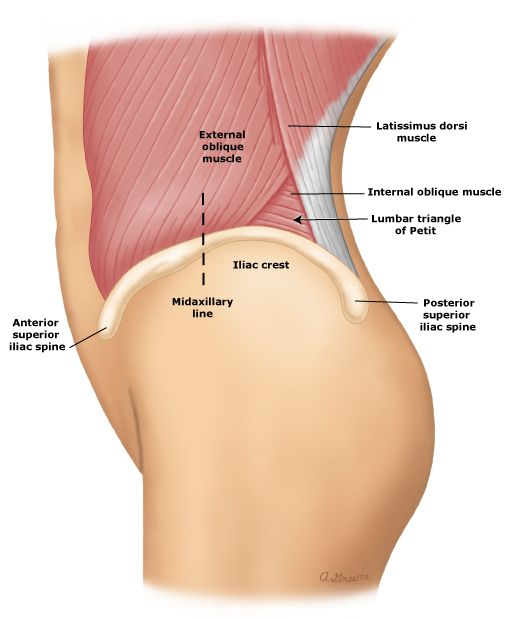 External
oblique
muscle
Latissimus dorsi
muscle
Internal oblique muscle
Lumbar triangle
of Petit
Iliac crest
Midaxillary
line
Posterior
superior
iliac spine
Anterior
superior
iliac spine
A. Greene